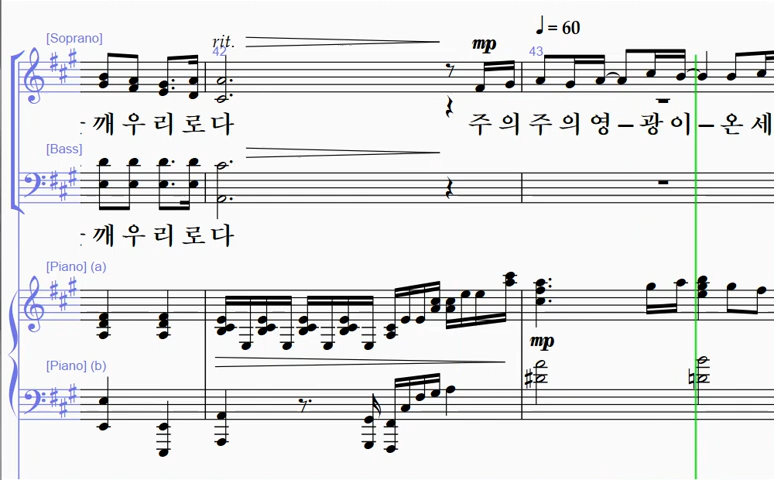 [Soprano]
rit.
42
mp
♩= 60
43
- 깨 우 리 로 다
주 의 주 의 영 – 광 이 – 온 세
[Bass]
- 깨 우 리 로 다
[Piano] (a)
mp
[Piano] (b)